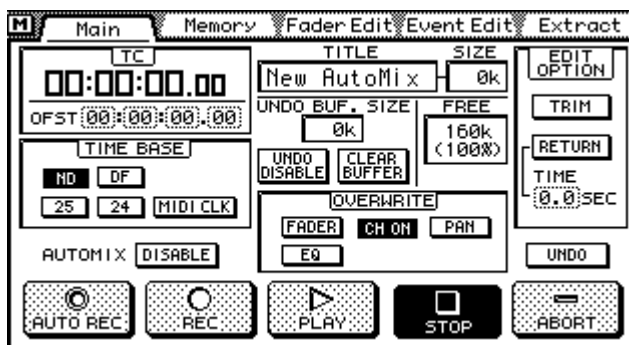 M Main Memory Fader Edit Event Edit Extract
TC
00:00:00.00
OFST 00:00:00.00
TITLE
New AutoMix
SIZE
0k
UNDO BUF. SIZE
0k
UNDO DISABLE
CLEAR BUFFER
FREE
160k
(100%)
EDIT
OPTION
TRIM
RETURN
TIME
0.0 SEC
TIME BASE
ND DF
25 24 MIDI CLK
OVERWRITE
FADER CH ON PAN
EQ
AUTOMIX DISABLE
UNDO
AUTO REC REC PLAY STOP ABORT